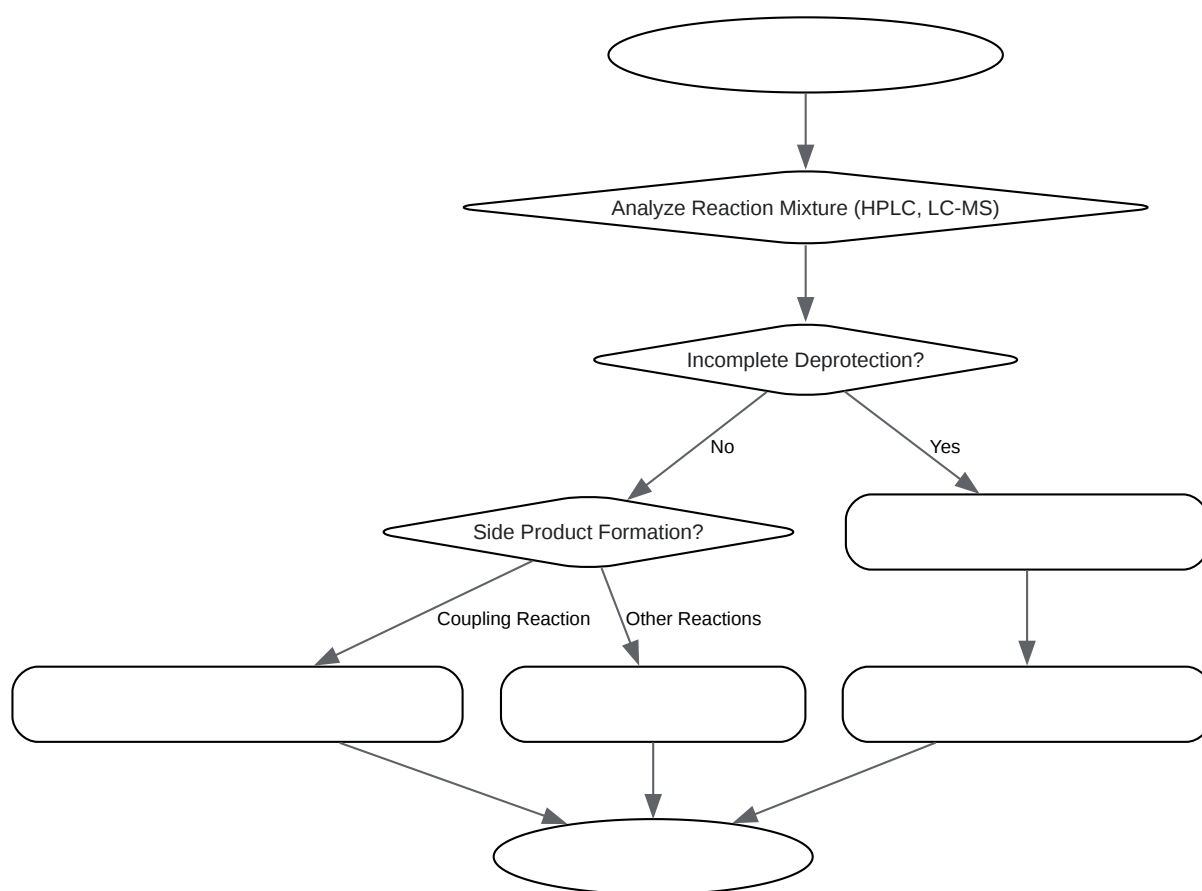 Analyze Reaction Mixture (HPLC, LC-MS)
Incomplete Deprotection?
No
Yes
Side Product Formation?
Coupling Reaction
Other Reactions